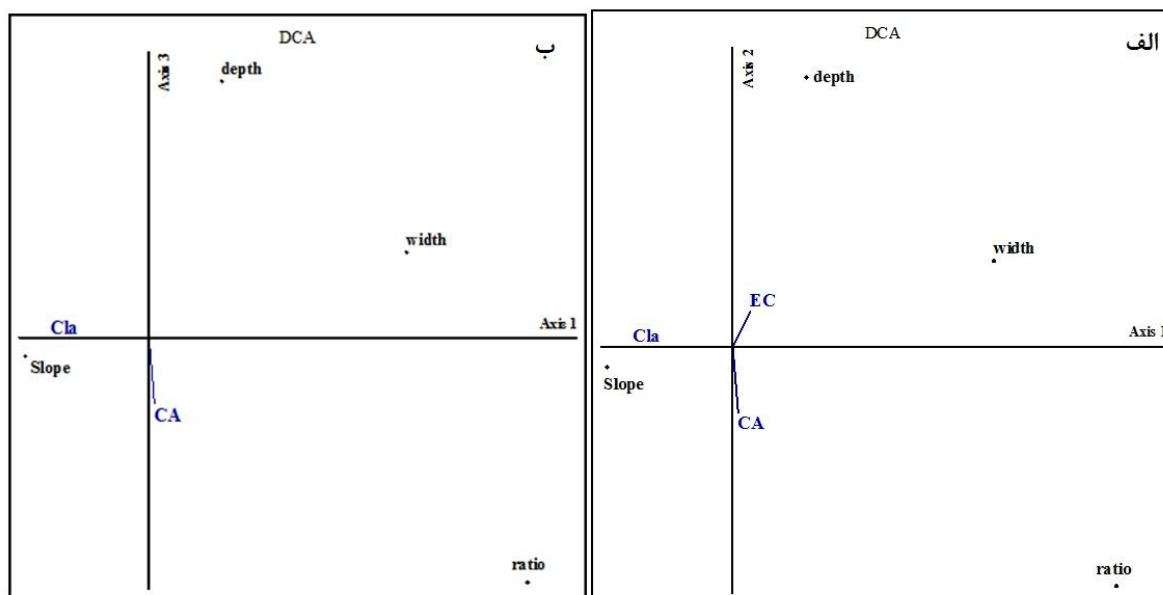 DCA
ب
Axis 3
depth
width
Cla
Axis 1
Slope
CA
ratio
DCA
الف
Axis 2
depth
width
EC
Cla
Axis 1
Slope
CA
ratio